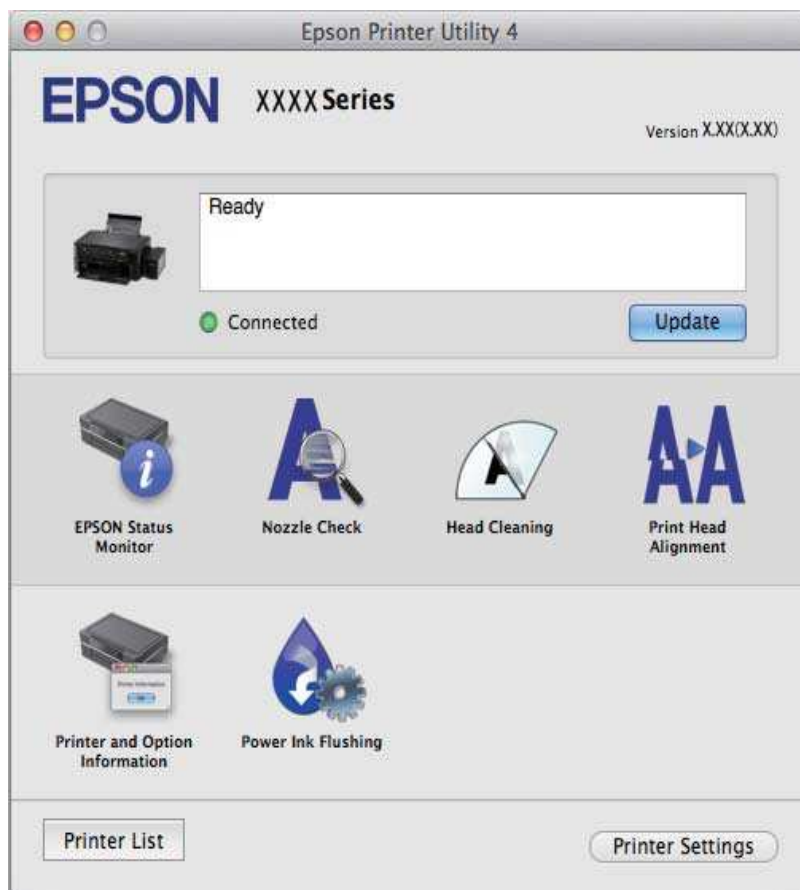 Epson Printer Utility 4
EPSON XXXX Series
Version X.XX(X.XX)
Ready
Connected
Update
EPSON Status
Monitor
Nozzle Check
Head Cleaning
Print Head
Alignment
Printer and Option
Information
Power Ink Flushing
Printer List
Printer Settings